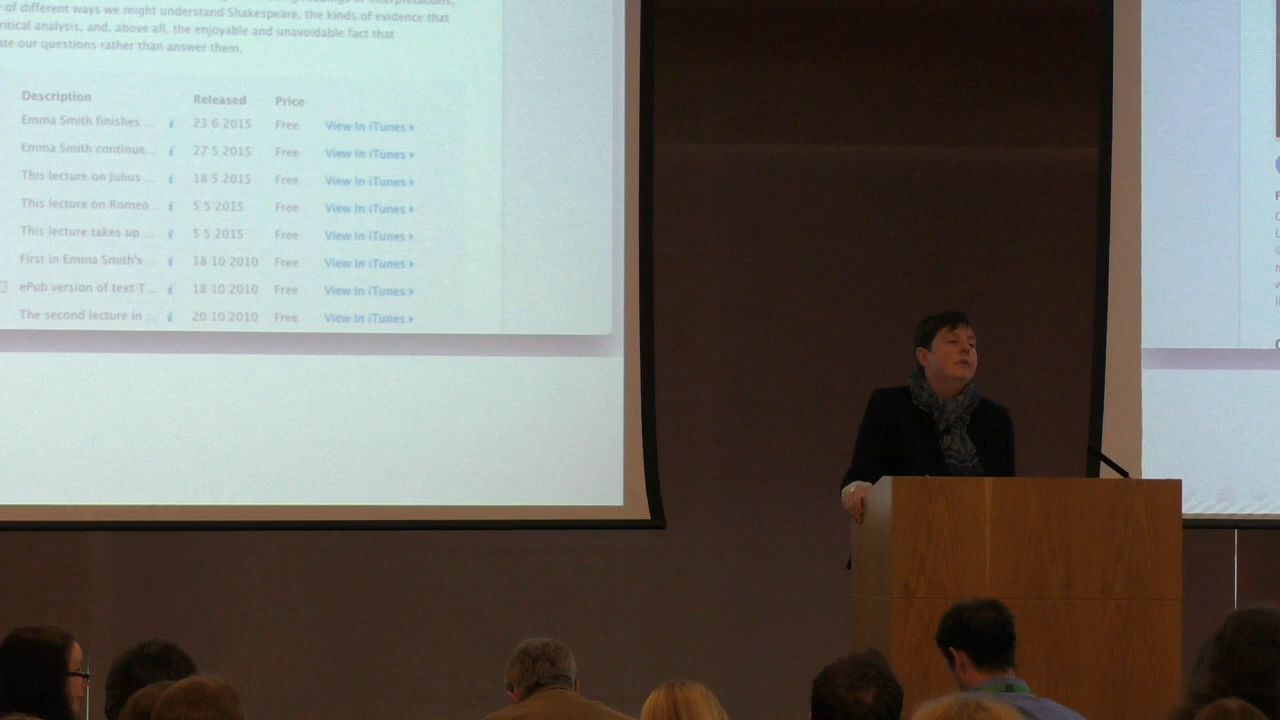 of different ways we might understand Shakespeare, the kinds of evidence that
ritical analysis, and, above all, the enjoyable and unavoidable fact that
ate our questions rather than answer them.
Description Released Price
Emma Smith finishes ... 23 6 2015 Free View In iTunes
Emma Smith continue... 27 5 2015 Free View In iTunes
This lecture on Julius ... 18 5 2015 Free View In iTunes
This lecture on Romeo... 5 5 2015 Free View In iTunes
This lecture takes up ... 5 5 2015 Free View In iTunes
First in Emma Smith's ... 18 10 2010 Free View In iTunes
ePub version of text T... 18 10 2010 Free View In iTunes
The second lecture in ... 20 10 2010 Free View In iTunes